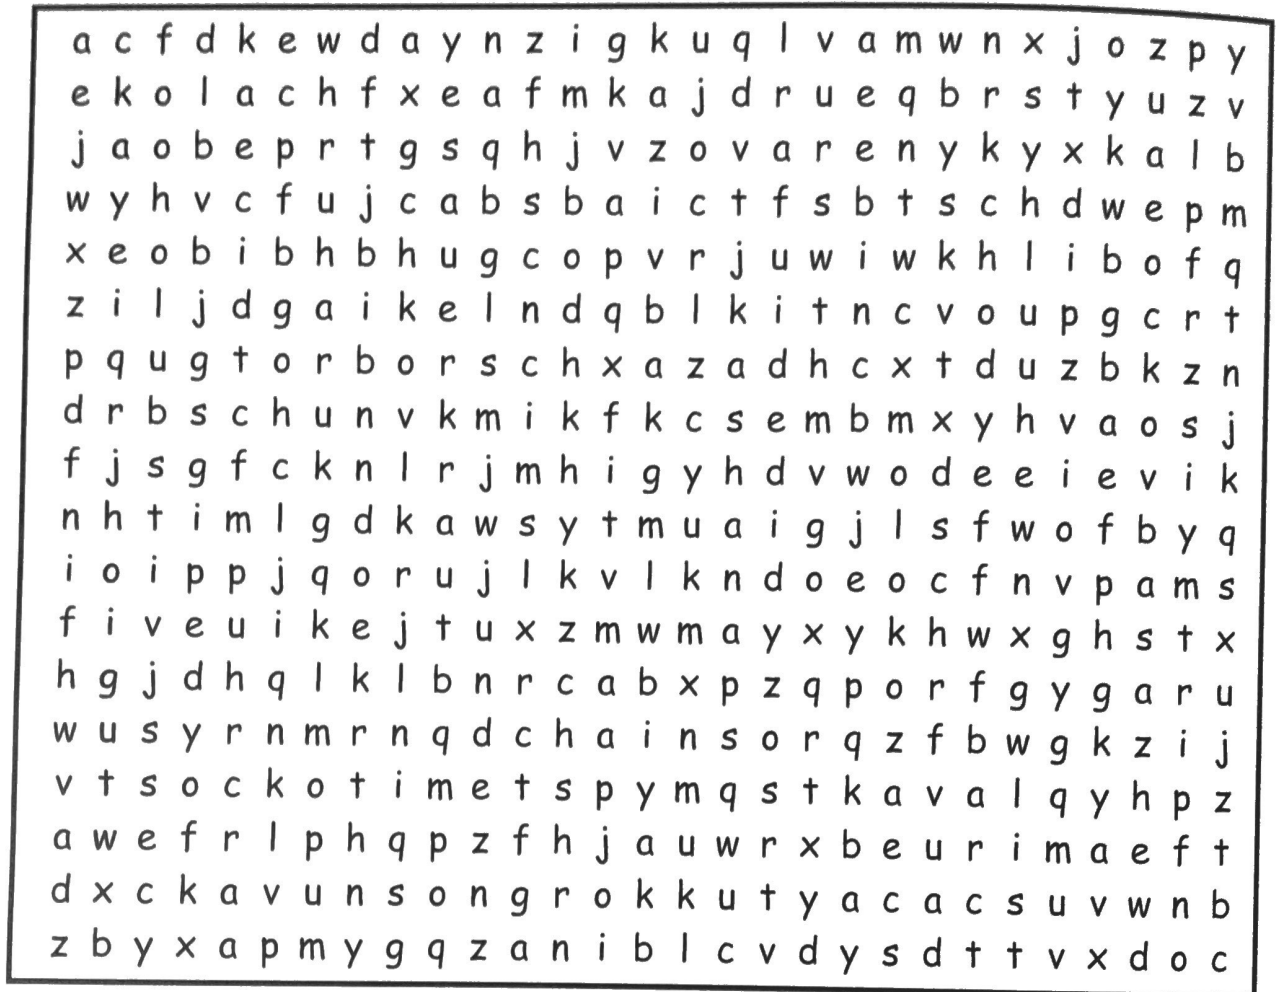 a c f d k e w d a y n z i g k u q l v a m w n x j o z p y
e k o l a c h f x e a f m k a j d r u e q b r s t y u z v
j a o b e p r t g s q h j v z o v a r e n y k y x k a l b
w y h v c f u j c a b s b a i c t f s b t s c h d w e p m
x e o b i b h b h u g c o p v r j u w i w k h l i b o f q
z i l j d g a i k e l n d q b l k i t n c v o u p g c r t
p q u g t o r b o r s c h x a z a d h c x t d u z b k z n
d r b s c h u n v k m i k f k c s e m b m x y h v a o s j
f j s g f c k n l r j m h i g y h d v w o d e e i e v i k
n h t i m l g d k a w s y t m u a i g j l s f w o f b y q
i o i p p j q o r u j l k v l k n d o e o c f n v p a m s
f i v e u i k e j t u x z m w m a y x y k h w x g h s t x
h g j d h q l k l b n r c a b x p z q p o r f g y g a r u
w u s y r n m r n q d c h a i n s o r q z f b w g k z i j
v t s o c k o t i m e t s p y m q s t k a v a l q y h p z
a w e f r l p h q p z f h j a u w r x b e u r i m a e f t
d x c k a v u n s o n g r o k k u t y a c a c s u v w n b
z b y x a p m y g q z a n i b l c v d y s d t t v x d o c